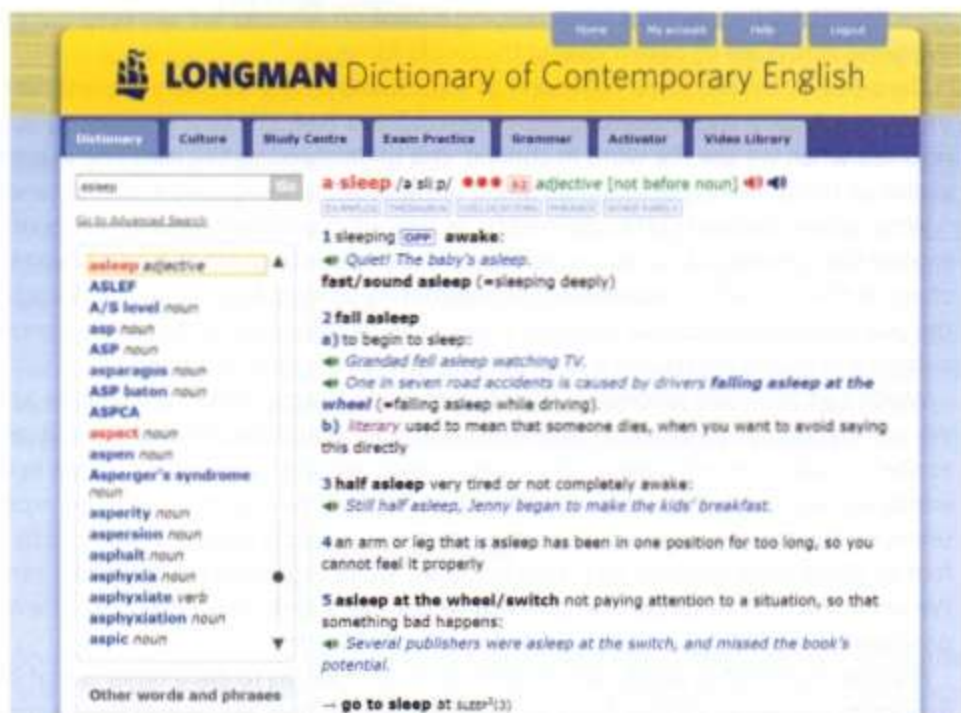 Home My account Help Logout
LONGMAN Dictionary of Contemporary English
Dictionary Culture Study Centre Exam Practice Grammar Activator Video Library
asleep Go
Go to Advanced Search
asleep adjective
ASLEF
A/S level noun
asp noun
ASP noun
asparagus noun
ASP baton noun
ASPCA
aspect noun
aspen noun
Asperger's syndrome
noun
asperity noun
aspersion noun
asphalt noun
asphyxia noun
asphyxiate verb
asphyxiation noun
aspic noun
Other words and phrases
a·sleep /ə sliːp/ ●●● S2 adjective [not before noun]
EXAMPLES THESAURUS COLLOCATIONS PHRASES WORD FAMILY
1 sleeping OPP awake:
Quiet! The baby's asleep.
fast/sound asleep (=sleeping deeply)
2 fall asleep
a) to begin to sleep:
Grandad fell asleep watching TV.
One in seven road accidents is caused by drivers falling asleep at the
wheel (=falling asleep while driving).
b) literary used to mean that someone dies, when you want to avoid saying
this directly
3 half asleep very tired or not completely awake:
Still half asleep, Jenny began to make the kids' breakfast.
4 an arm or leg that is asleep has been in one position for too long, so you
cannot feel it properly
5 asleep at the wheel/switch not paying attention to a situation, so that
something bad happens:
Several publishers were asleep at the switch, and missed the book's
potential.
→ go to sleep at SLEEP²(3)